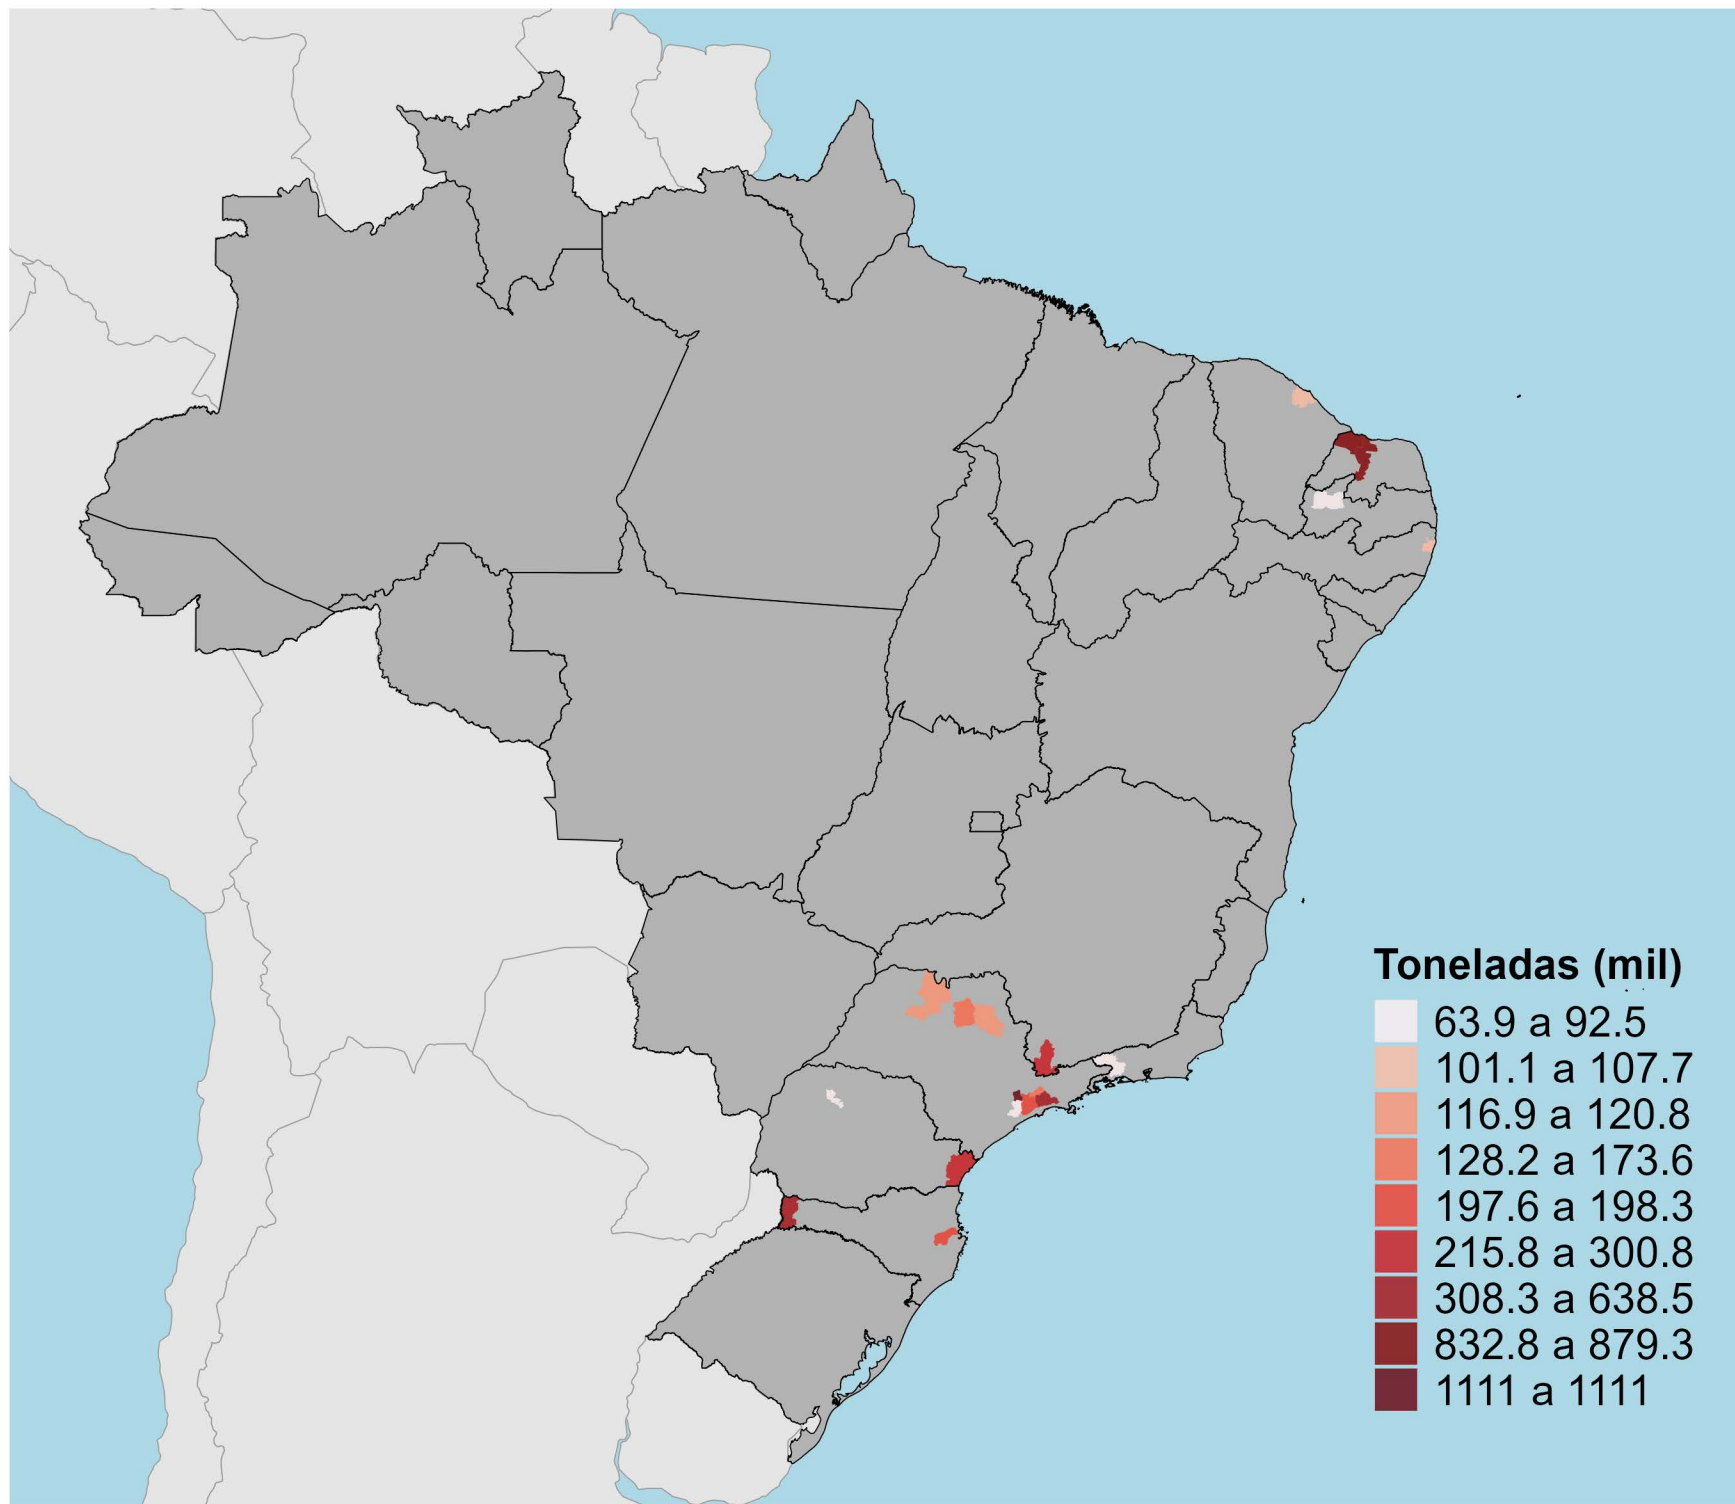 Toneladas (mil)
63.9 a 92.5
101.1 a 107.7
116.9 a 120.8
128.2 a 173.6
197.6 a 198.3
215.8 a 300.8
308.3 a 638.5
832.8 a 879.3
1111 a 1111